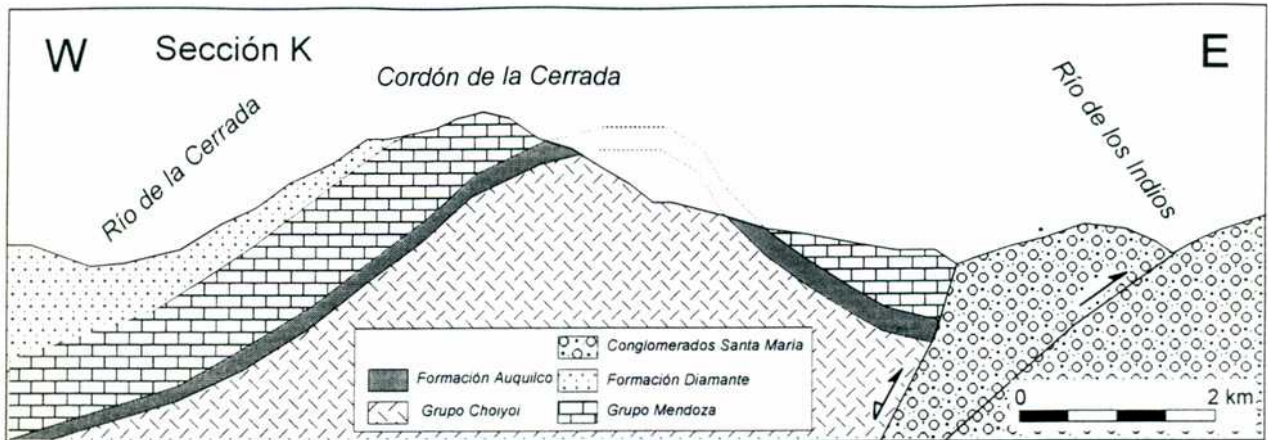 W
Sección K
Cordón de la Cerrada
E
Río de la Cerrada
Río de los Indios
Conglomerados Santa Maria
Formación Auquilco
Formación Diamante
Grupo Choiyoi
Grupo Mendoza
0 2 km